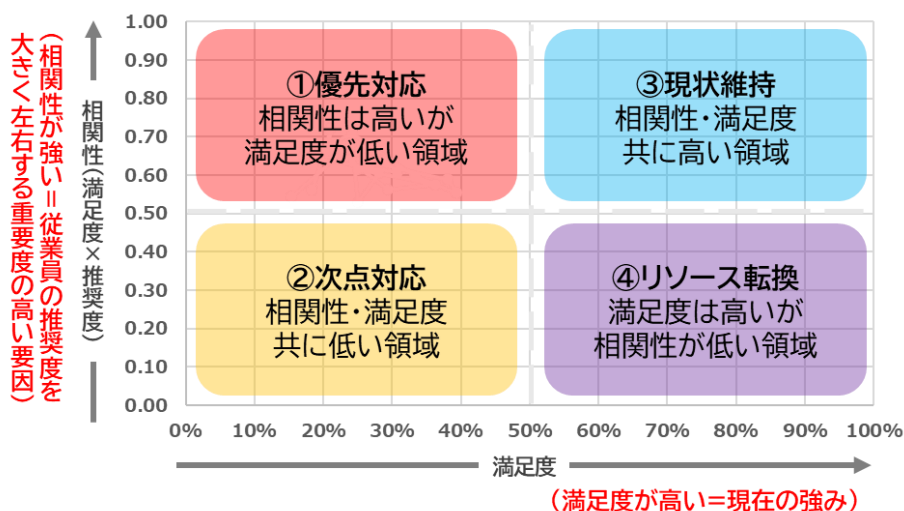 (相関性が強い＝従業員の推奨度を
大きく左右する重要度の高い要因)
相関性(満足度×推奨度)
1.00
0.90
0.80
0.70
0.60
0.50
0.40
0.30
0.20
0.10
0.00
①優先対応
相関性は高いが
満足度が低い領域
③現状維持
相関性・満足度
共に高い領域
②次点対応
相関性・満足度
共に低い領域
④リソース転換
満足度は高いが
相関性が低い領域
0% 10% 20% 30% 40% 50% 60% 70% 80% 90% 100%
満足度
(満足度が高い＝現在の強み)